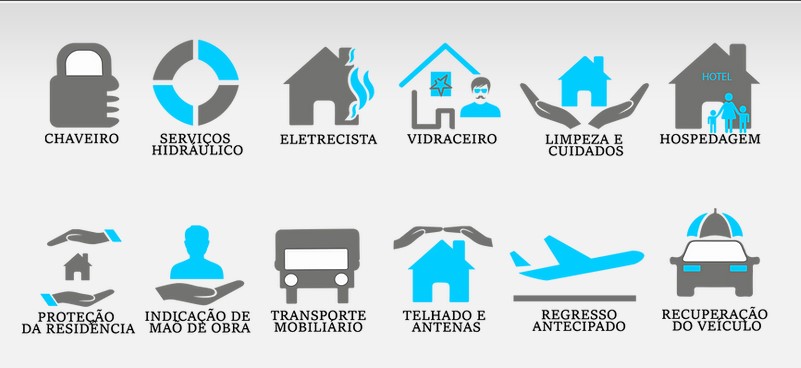 CHAVEIRO
SERVIÇOS
HIDRÁULICO
ELETRECISTA
VIDRACEIRO
LIMPEZA E
CUIDADOS
HOTEL
HOSPEDAGEM
PROTEÇÃO
DA RESIDÊNCIA
INDICAÇÃO DE
MAÕ DE OBRA
TRANSPORTE
MOBILIÁRIO
TELHADO E
ANTENAS
REGRESSO
ANTECIPADO
RECUPERAÇÃO
DO VEÍCULO